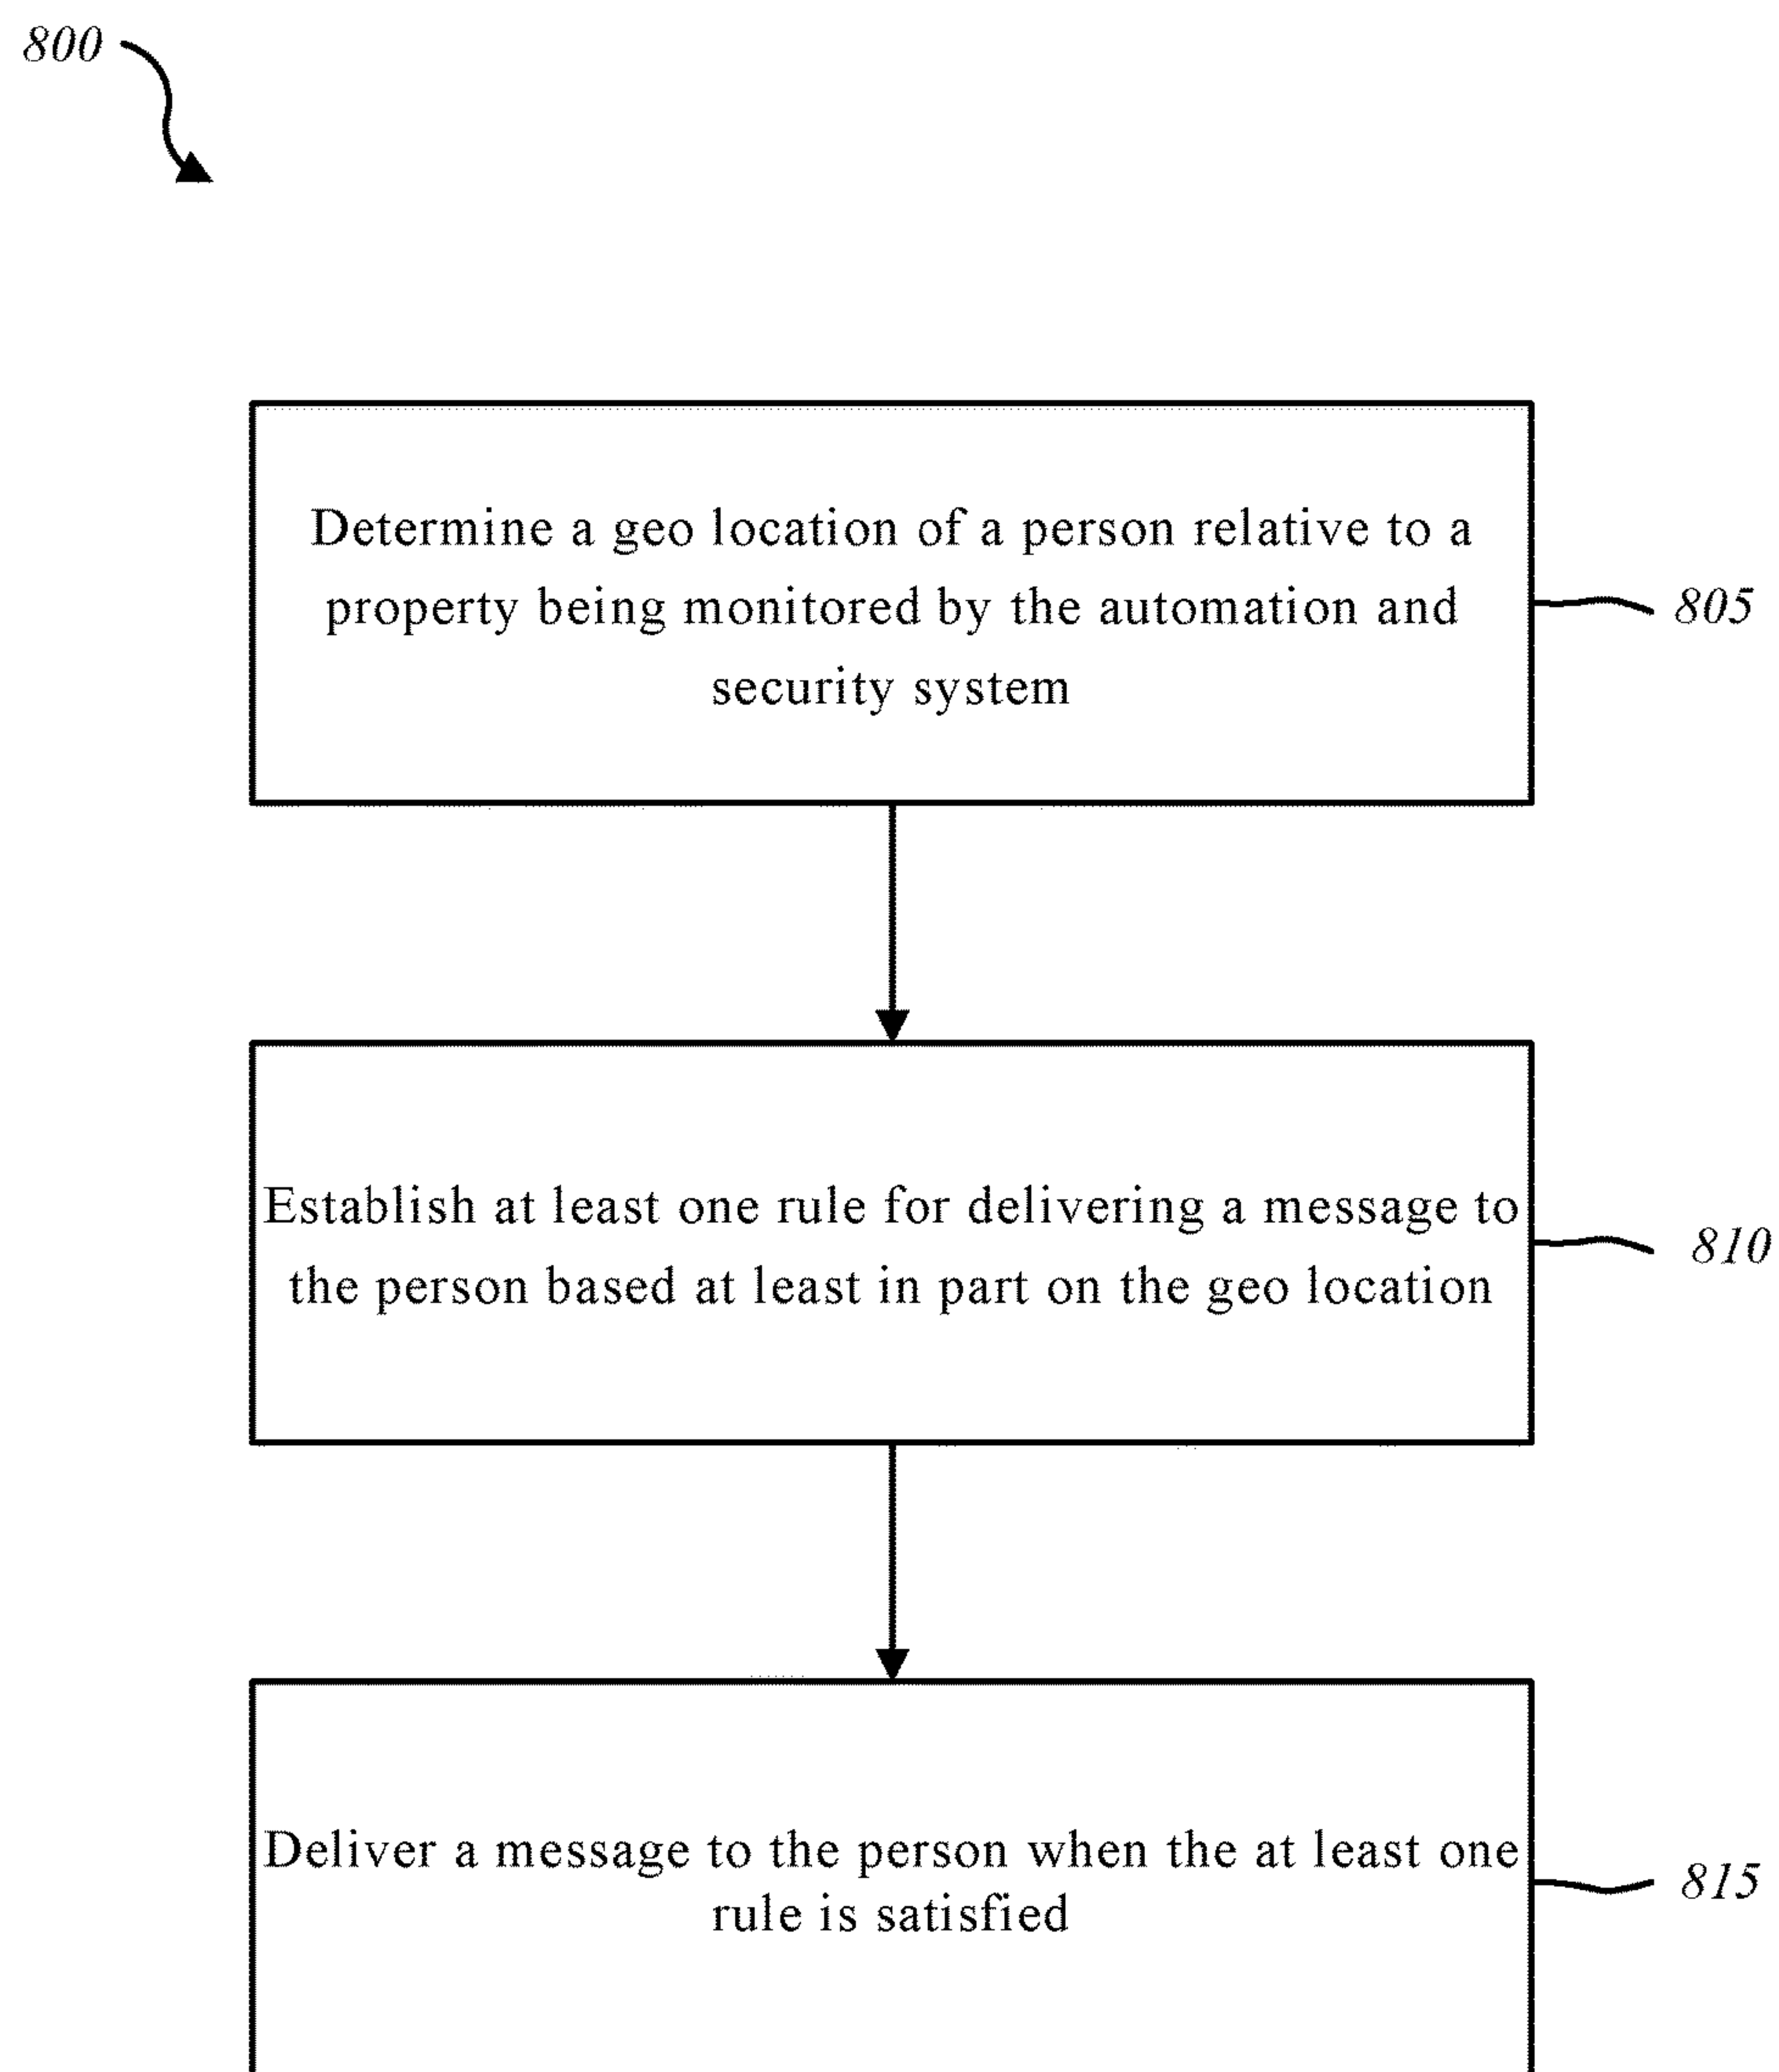 800
Determine a geo location of a person relative to a
property being monitored by the automation and
security system
805
Establish at least one rule for delivering a message to
the person based at least in part on the geo location
810
Deliver a message to the person when the at least one
rule is satisfied
815